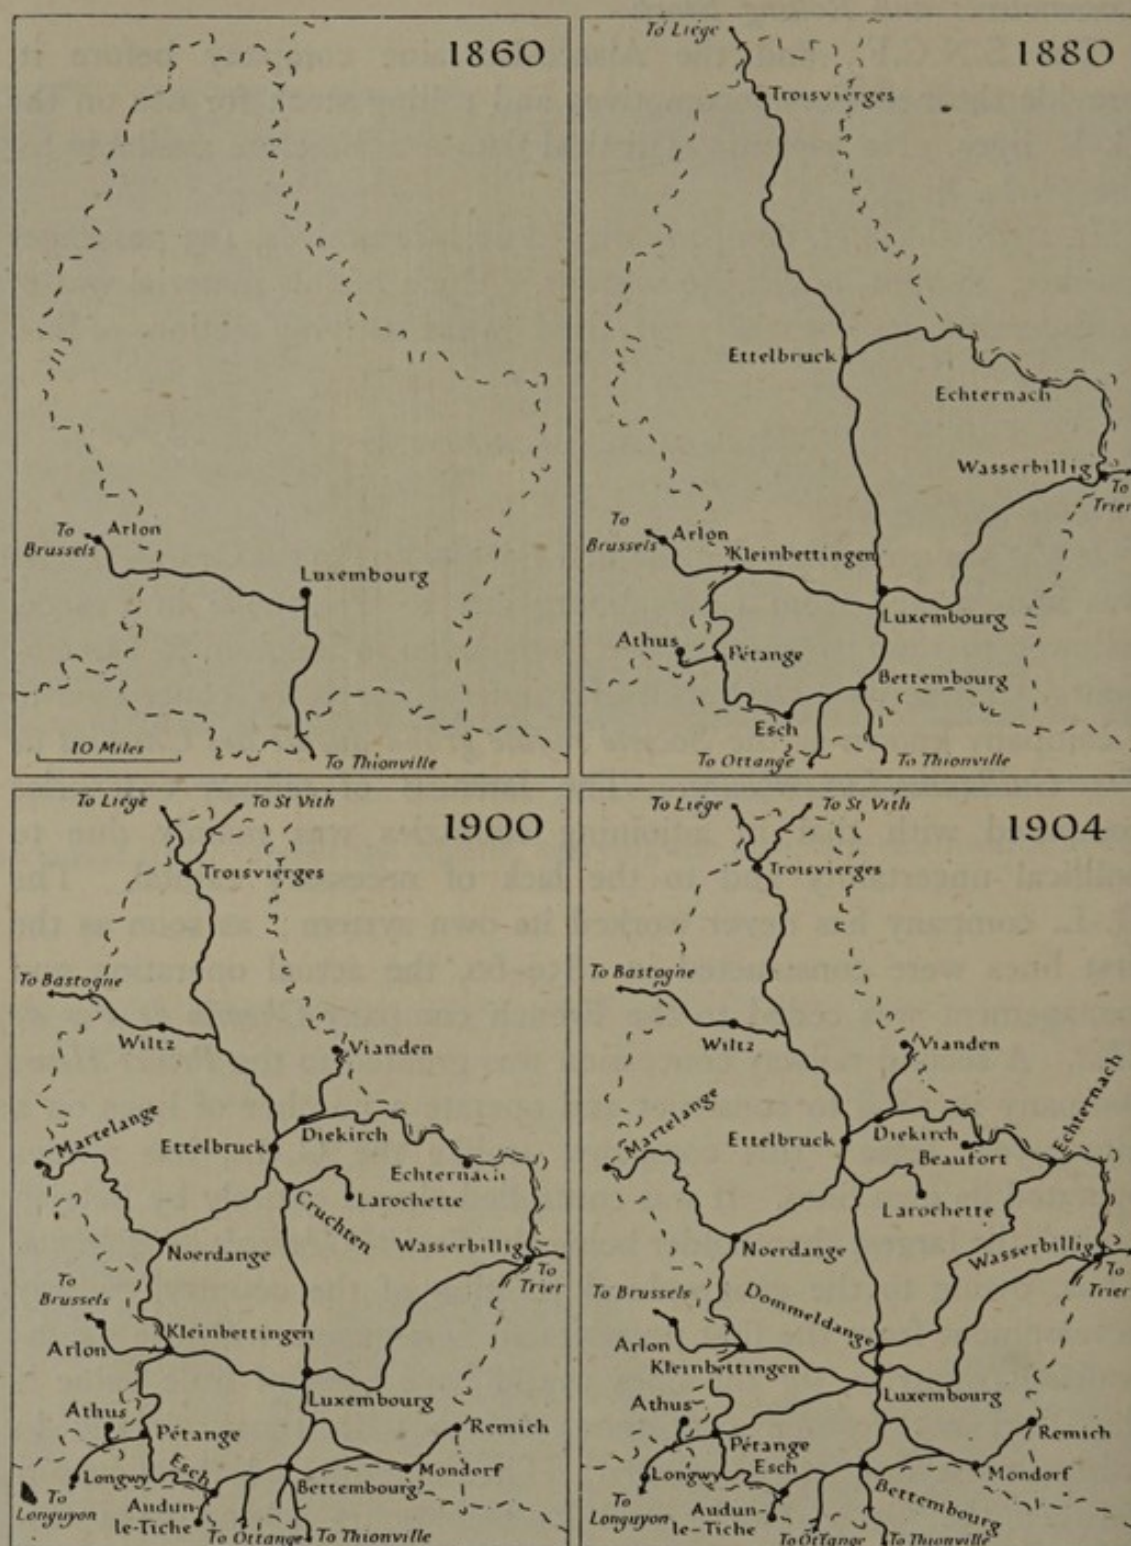 1860
To
Brussels
Arlon
Luxembourg
10 Miles
To Thionville
1880
To Liége
Troisvierges
Ettelbruck
Echternach
Wasserbillig
To
Trier
To
Brussels
Arlon
Kleinbettingen
Luxembourg
Athus
Pétange
Bettembourg
Esch
To Ottange
To Thionville
1900
To Liége
To St Vith
Troisvierges
To Bastogne
Wiltz
Vianden
Martelange
Ettelbruck
Diekirch
Echternach
Larochette
Cruchten
Noerdange
Wasserbillig
To
Trier
To
Brussels
Kleinbettingen
Arlon
Luxembourg
Athus
Pétange
Remich
Longwy
Esch
Mondorf
Bettembourg
To
Longuyon
Audun-
le-Tiche
To Ottange
To Thionville
1904
To Liége
To St Vith
Troisvierges
To Bastogne
Wiltz
Vianden
Martelange
Echternach
Ettelbruck
Diekirch
Beaufort
Larochette
Noerdange
Wasserbillig
To
Trier
To Brussels
Dommeldange
Arlon
Kleinbettingen
Luxembourg
Athus
Pétange
Remich
Longwy
Esch
Mondorf
Bettembourg
To
Longuyon
Audun-
le-Tiche
To Ottange
To Thionville